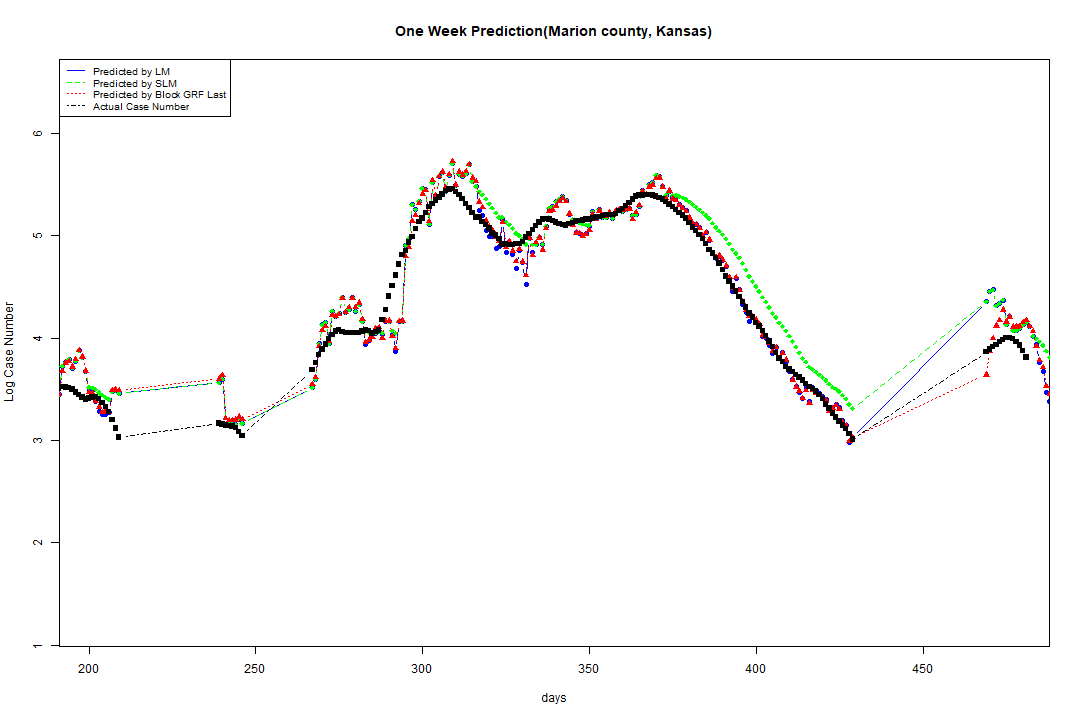 One Week Prediction(Marion county, Kansas)
Predicted by LM
Predicted by SLM
Predicted by Block GRF Last
Actual Case Number
6
5
4
3
2
1
Log Case Number
200 250 300 350 400 450
days